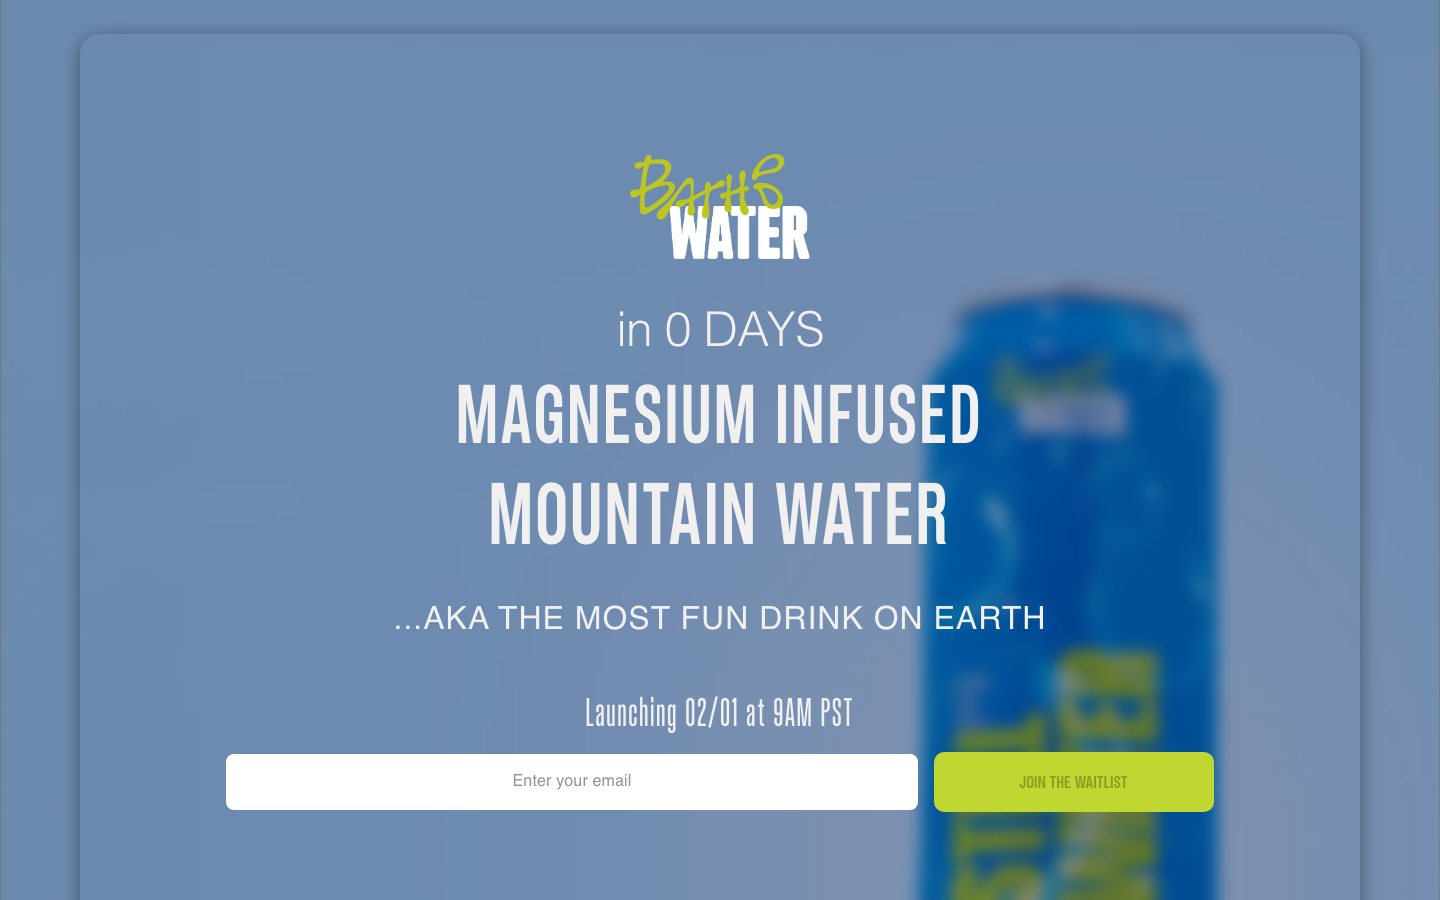 BATHE
WATER
in 0 DAYS
MAGNESIUM INFUSED
MOUNTAIN WATER
...AKA THE MOST FUN DRINK ON EARTH
Launching 02/01 at 9AM PST
Enter your email
JOIN THE WAITLIST